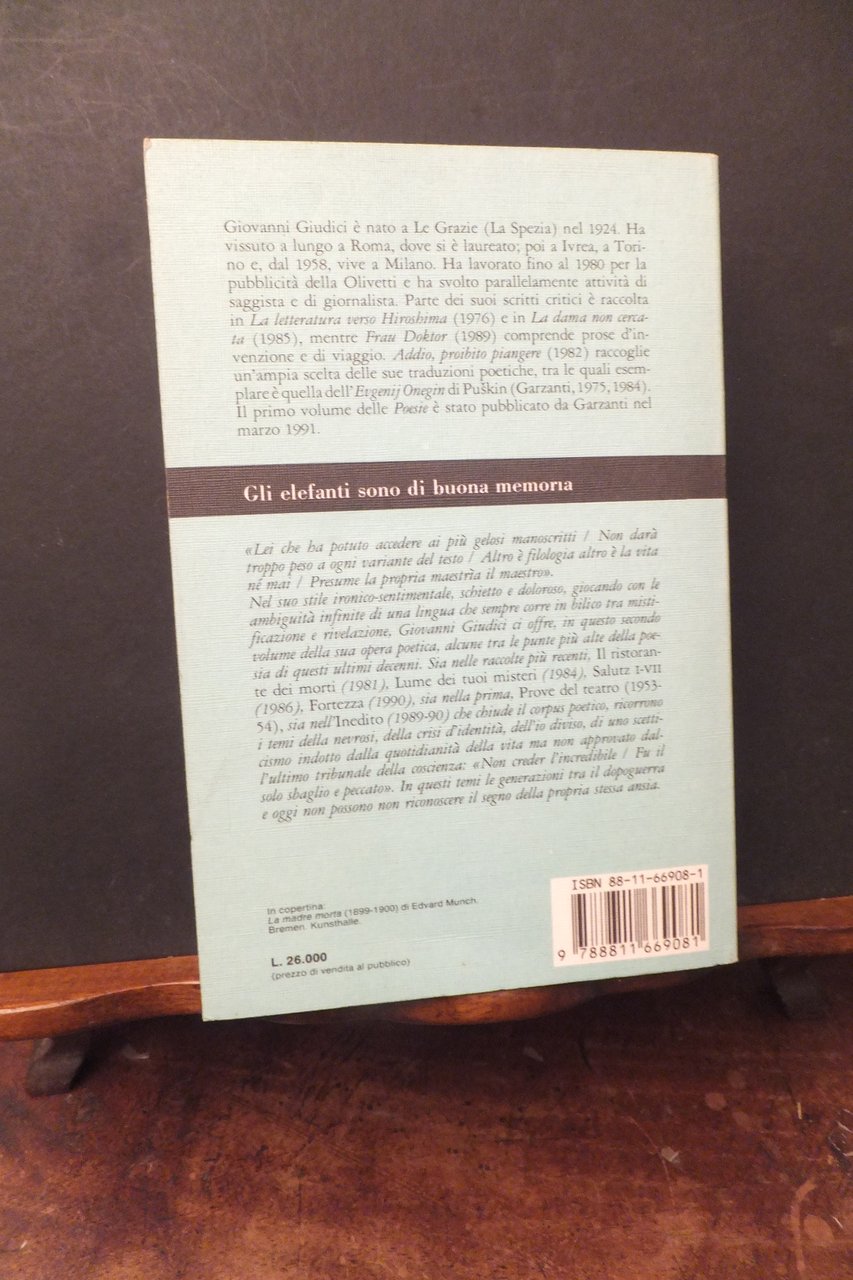 Giovanni Giudici è nato a Le Grazie (La Spezia) nel 1924. Ha
vissuto a lungo a Roma, dove si è laureato; poi a Ivrea, a Tori-
no e, dal 1958, vive a Milano. Ha lavorato fino al 1980 per la
pubblicità della Olivetti e ha svolto parallelamente attività di
saggista e di giornalista. Parte dei suoi scritti critici è raccolta
in La letteratura verso Hiroshima (1976) e in La dama non cerca-
ta (1985), mentre Frau Doktor (1989) comprende prose d'in-
venzione e di viaggio. Addio, proibito piangere (1982) raccoglie
un'ampia scelta delle sue traduzioni poetiche, tra le quali esem-
plare è quella dell'Evgenij Onegin di Puškin (Garzanti, 1975, 1984).
Il primo volume delle Poesie è stato pubblicato da Garzanti nel
marzo 1991.
Gli elefanti sono di buona memoria
«Lei che ha potuto accedere ai più gelosi manoscritti / Non darà
troppo peso a ogni variante del testo / Altro è filologia altro è la vita
né mai / Presume la propria maestria il maestro».
Nel suo stile ironico-sentimentale, schietto e doloroso, giocando con le
ambiguità infinite di una lingua che sempre corre in bilico tra misti-
ficazione e rivelazione, Giovanni Giudici ci offre, in questo secondo
volume della sua opera poetica, alcune tra le punte più alte della poe-
sia di questi ultimi decenni. Sia nelle raccolte più recenti, Il ristoran-
te dei morti (1981), Lume dei tuoi misteri (1984), Salutz I-VII
(1986), Fortezza (1990), sia nella prima, Prove del teatro (1953-
54), sia nell'Inedito (1989-90) che chiude il corpus poetico, ricorrono
i temi della nevrosi, della crisi d'identità, dell'io diviso, di uno scetti-
cismo indotto dalla quotidianità della vita ma non approvato dal-
l'ultimo tribunale della coscienza: «Non creder l'incredibile / Fu il
solo sbaglio e peccato». In questi temi le generazioni tra il dopoguerra
e oggi non possono non riconoscere il segno della propria stessa ansia.
In copertina:
La madre morta (1899-1900) di Edvard Munch.
Bremen. Kunsthalle.
L. 26.000
(prezzo di vendita al pubblico)
ISBN 88-11-66908-1
9 788811 669081